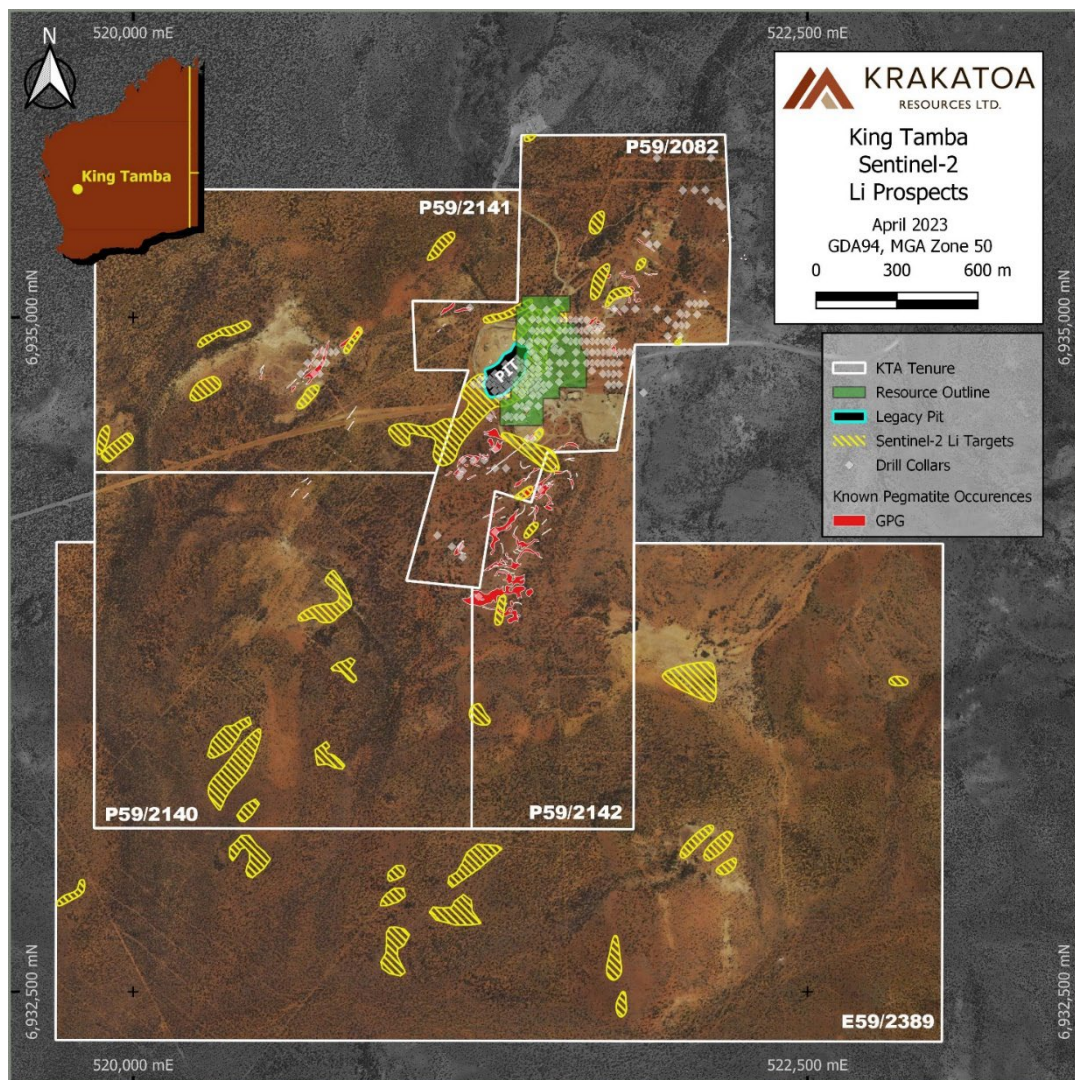 520,000 mE
522,500 mE
N
King Tamba
KRAKATOA
RESOURCES LTD.
King Tamba
Sentinel-2
Li Prospects
April 2023
GDA94, MGA Zone 50
0 300 600 m
P59/2082
P59/2141
6,935,000 mN
6,935,000 mN
PIT
KTA Tenure
Resource Outline
Legacy Pit
Sentinel-2 Li Targets
Drill Collars
Known Pegmatite Occurences
GPG
P59/2140
P59/2142
6,932,500 mN
6,932,500 mN
E59/2389
520,000 mE
522,500 mE